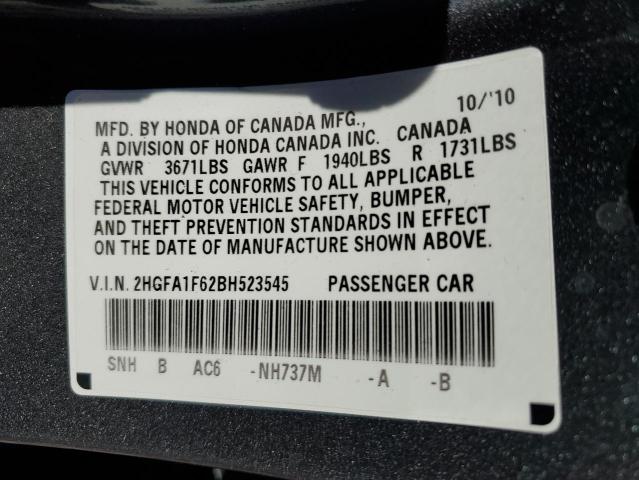 10/'10
MFD. BY HONDA OF CANADA MFG.,
A DIVISION OF HONDA CANADA INC. CANADA
GVWR 3671LBS GAWR F 1940LBS R 1731LBS
THIS VEHICLE CONFORMS TO ALL APPLICABLE
FEDERAL MOTOR VEHICLE SAFETY, BUMPER,
AND THEFT PREVENTION STANDARDS IN EFFECT
ON THE DATE OF MANUFACTURE SHOWN ABOVE.
V.I.N. 2HGFA1F62BH523545 PASSENGER CAR
SNH B AC6 -NH737M -A -B